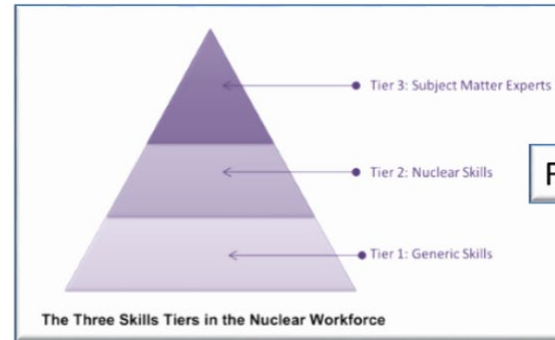 Tier 3: Subject Matter Experts
Tier 2: Nuclear Skills
Tier 1: Generic Skills
The Three Skills Tiers in the Nuclear Workforce